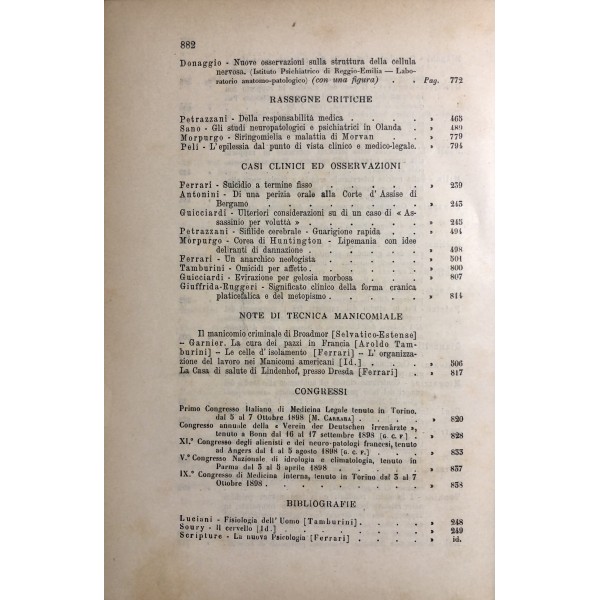 882
Donaggio - Nuove osservazioni sulla struttura della cellula
nervosa. (Istituto Psichiatrico di Reggio-Emilia — Labo-
ratorio anatomo-patologico) (con una figura) . . Pag. 772
RASSEGNE CRITICHE
Petrazzani - Della responsabilità medica . . . . . » 465
Sano - Gli studi neuropatologici e psichiatrici in Olanda . » 489
Morpurgo - Siringomielia e malattia di Morvan . . . » 779
Peli - L'epilessia dal punto di vista clinico e medico-legale. » 794
CASI CLINICI ED OSSERVAZIONI
Ferrari - Suicidio a termine fisso . . . . . . » 239
Antonini - Di una perizia orale alla Corte d'Assise di
Bergamo . . . . . . . . » 243
Guicciardi - Ulteriori considerazioni su di un caso di « As-
sassinio per voluttà » . . . . . . . » 245
Petrazzani - Sifilide cerebrale - Guarigione rapida . . » 494
Morpurgo - Corea di Huntington - Lipemania con idee
deliranti di dannazione . . . . . . » 498
Ferrari - Un anarchico neologista . . . . . » 501
Tamburini - Omicidi per affetto . . . . . . » 800
Guicciardi - Evirazione per gelosia morbosa . . . » 807
Giuffrida-Ruggeri - Significato clinico della forma cranica
platicefalica e del metopismo . . . . . » 814
NOTE DI TECNICA MANICOMIALE
Il manicomio criminale di Broadmor [Selvatico-Estense]
— Garnier. La cura dei pazzi in Francia [Aroldo Tam-
burini] — Le celle d'isolamento [Ferrari] — L' organizza-
zione del lavoro nei Manicomi americani [Id.] . . . » 506
La Casa di salute di Lindenhof, presso Dresda [Ferrari] . » 817
CONGRESSI
Primo Congresso Italiano di Medicina Legale tenuto in Torino,
dal 5 al 7 Ottobre 1898 [M. Carrara] . . . . » 820
Congresso annuale della « Verein der Deutschen Irrenärzte »,
tenuto a Bonn dal 16 al 17 settembre 1898 [G. C. F.] . » 828
XI.° Congresso degli alienisti e dei neuro-patologi francesi, tenuto
ad Angers dal 1 al 5 agosto 1898 [G. C. F.] . . . » 833
V.° Congresso Nazionale di idrologia e climatologia, tenuto in
Parma dal 3 al 5 aprile 1898 . . . . . » 837
IX.° Congresso di Medicina interna, tenuto in Torino dal 3 al 7
Ottobre 1898 . . . . . . . . » 838
BIBLIOGRAFIE
Luciani - Fisiologia dell'Uomo [Tamburini] . . . . » 248
Soury - Il cervello [Id.] . . . . . . . » 249
Scripture - La nuova Psicologia [Ferrari] . . . . » id.